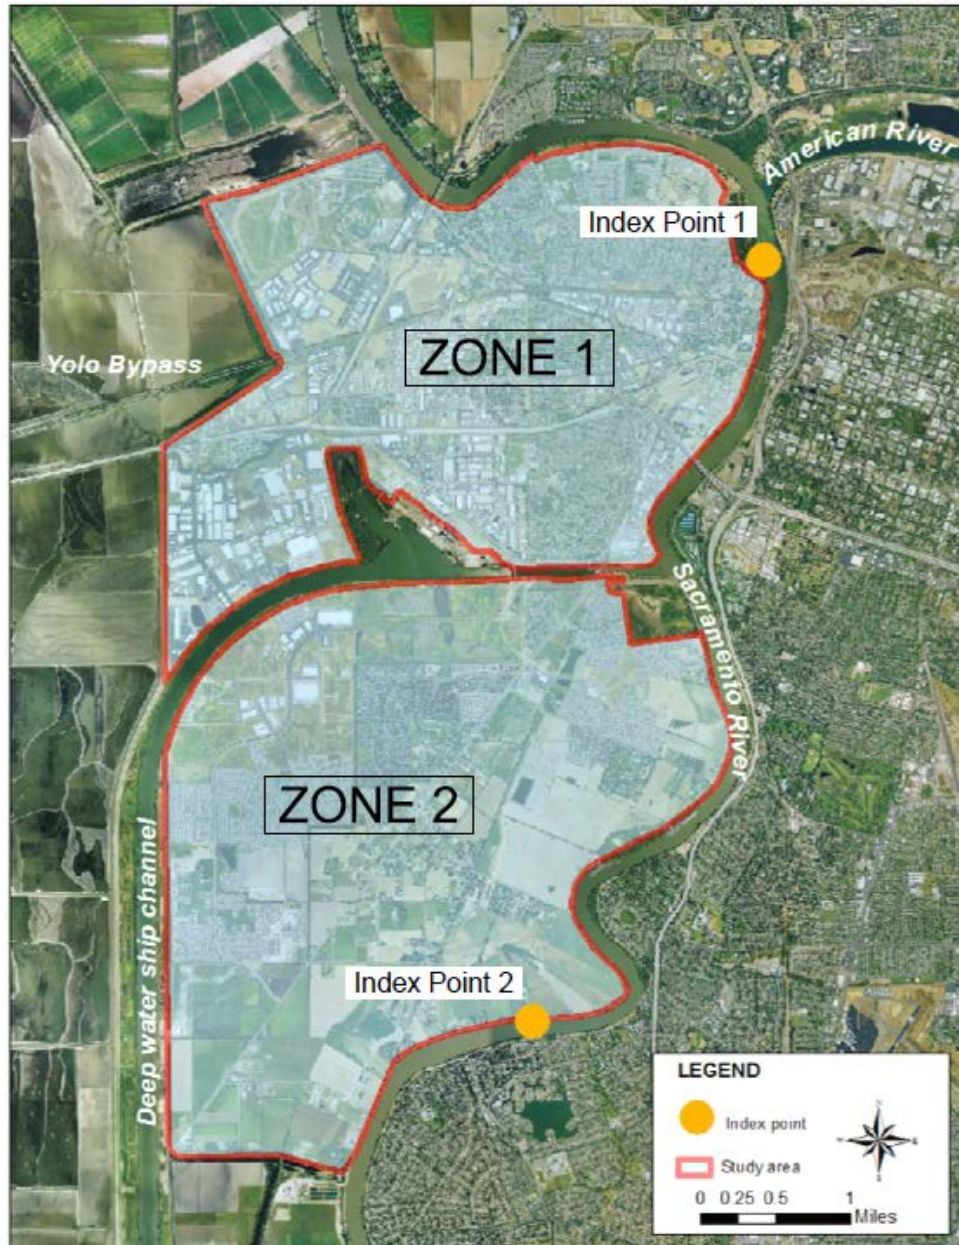 American River
Index Point 1
ZONE 1
Yolo Bypass
Sacramento River
ZONE 2
Index Point 2
Deep water ship channel
LEGEND
Index point
Study area
0 0.25 0.5 1
Miles